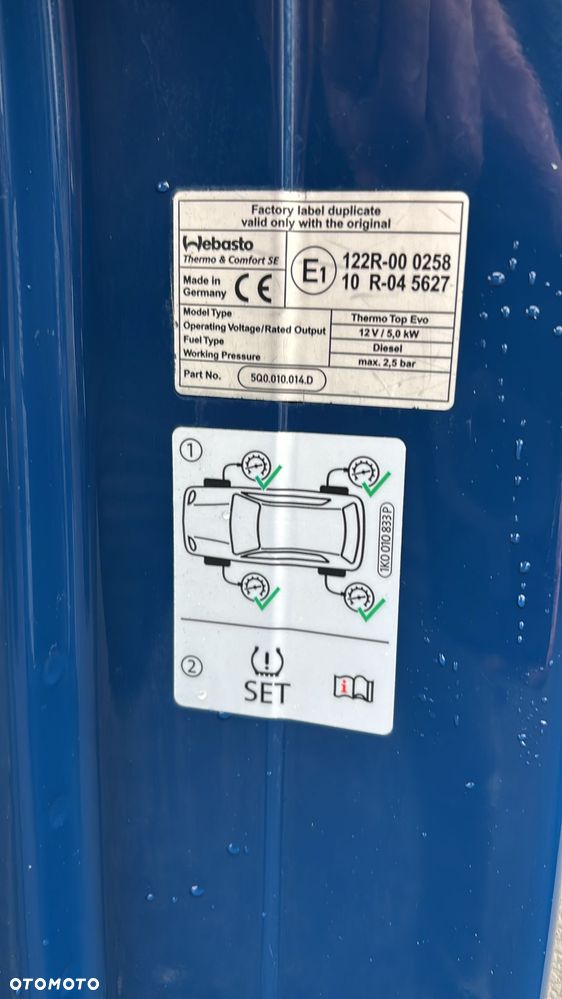 Factory label duplicate
valid only with the original
Webasto
Thermo & Comfort SE
Made in
Germany
CE
E1
122R-00 0258
10 R-04 5627
Model Type
Thermo Top Evo
Operating Voltage/Rated Output
12 V / 5,0 kW
Fuel Type
Diesel
Working Pressure
max. 2,5 bar
Part No.
5Q0.010.014.D
1
1K0 010 833 P
2
SET
i
OTOMOTO